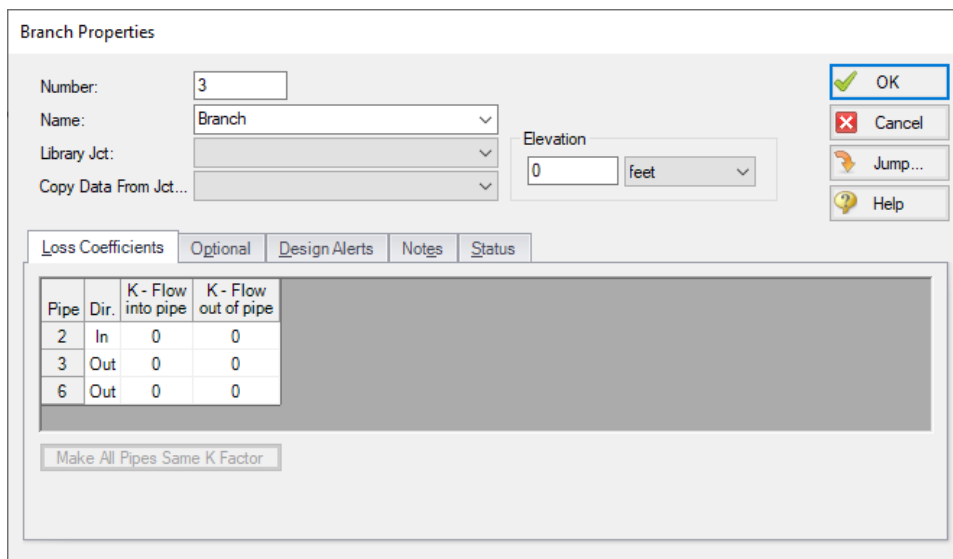 Branch Properties
Number: 3
OK
Name: Branch
Cancel
Elevation
Library Jct:
0 feet
Jump...
Copy Data From Jct...
Help
Loss Coefficients Optional Design Alerts Notes Status
K - Flow K - Flow
Pipe Dir. into pipe out of pipe
2 In 0 0
3 Out 0 0
6 Out 0 0
Make All Pipes Same K Factor